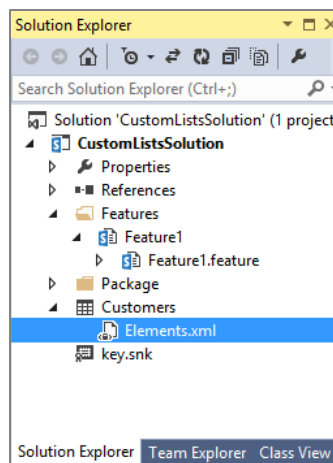 Solution Explorer
Search Solution Explorer (Ctrl+;)
Solution 'CustomListsSolution' (1 project
CustomListsSolution
Properties
References
Features
Feature1
Feature1.feature
Package
Customers
Elements.xml
key.snk
Solution Explorer Team Explorer Class View